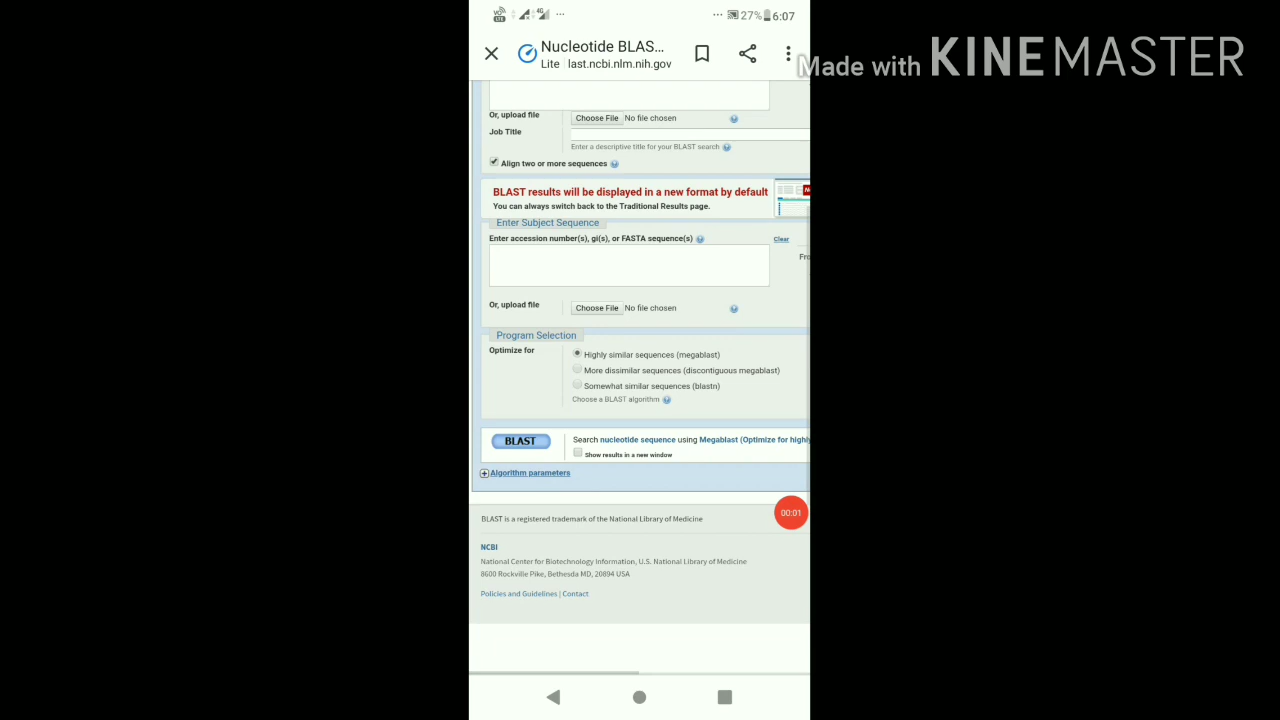 VO LTE 4G 27% 6:07
Nucleotide BLAS...
Lite | last.ncbi.nlm.nih.gov
Made with KINEMASTER
Or, upload file Choose File No file chosen
Job Title
Enter a descriptive title for your BLAST search
Align two or more sequences
BLAST results will be displayed in a new format by default
You can always switch back to the Traditional Results page.
Enter Subject Sequence
Enter accession number(s), gi(s), or FASTA sequence(s) Clear
Fro
Or, upload file Choose File No file chosen
Program Selection
Optimize for
Highly similar sequences (megablast)
More dissimilar sequences (discontiguous megablast)
Somewhat similar sequences (blastn)
Choose a BLAST algorithm
BLAST Search nucleotide sequence using Megablast (Optimize for highly
Show results in a new window
Algorithm parameters
00:01
BLAST is a registered trademark of the National Library of Medicine
NCBI
National Center for Biotechnology Information, U.S. National Library of Medicine
8600 Rockville Pike, Bethesda MD, 20894 USA
Policies and Guidelines | Contact